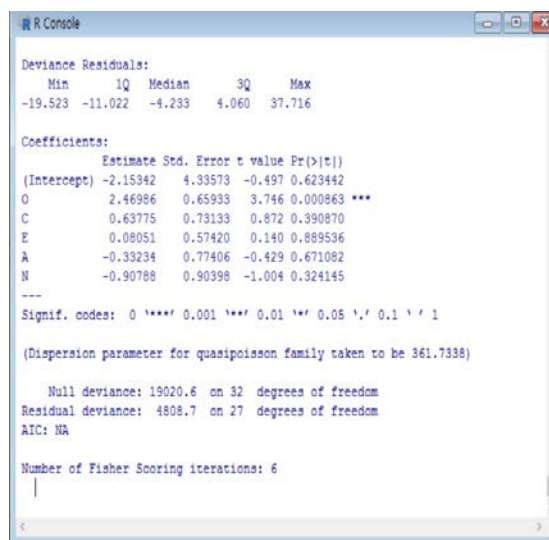 R Console
Deviance Residuals:
Min 1Q Median 3Q Max
-19.523 -11.022 -4.233 4.060 37.716
Coefficients:
Estimate Std. Error t value Pr(>|t|)
(Intercept) -2.15342 4.33573 -0.497 0.623442
O 2.46986 0.65933 3.746 0.000863 ***
C 0.63775 0.73133 0.872 0.390870
E 0.08051 0.57420 0.140 0.889536
A -0.33234 0.77406 -0.429 0.671082
N -0.90788 0.90398 -1.004 0.324145
---
Signif. codes: 0 ‘***’ 0.001 ‘**’ 0.01 ‘*’ 0.05 ‘.’ 0.1 ‘ ’ 1
(Dispersion parameter for quasipoisson family taken to be 361.7338)
Null deviance: 19020.6 on 32 degrees of freedom
Residual deviance: 4808.7 on 27 degrees of freedom
AIC: NA
Number of Fisher Scoring iterations: 6